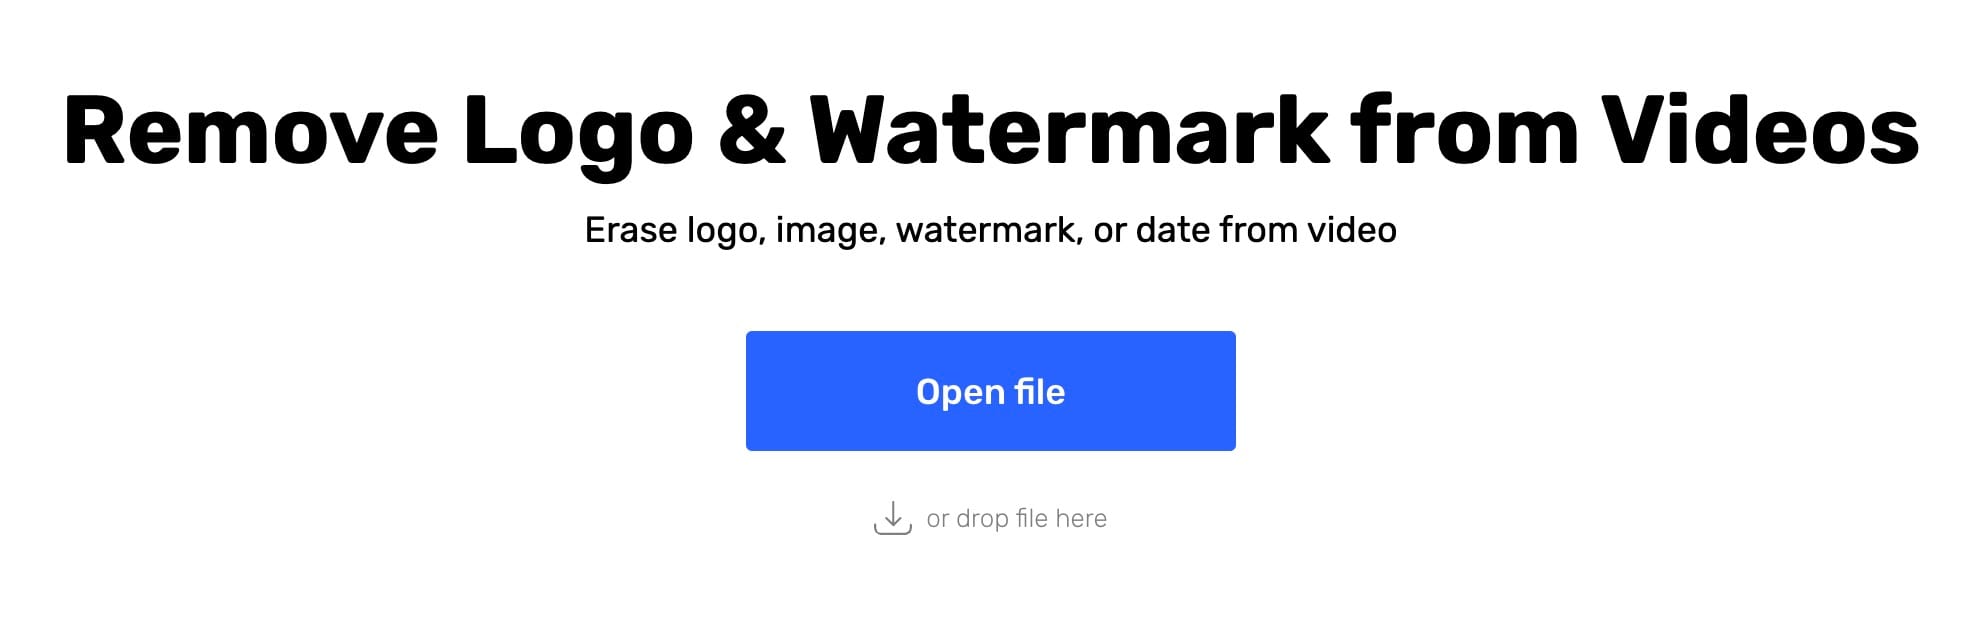 Remove Logo & Watermark from Videos
Erase logo, image, watermark, or date from video
Open file
or drop file here